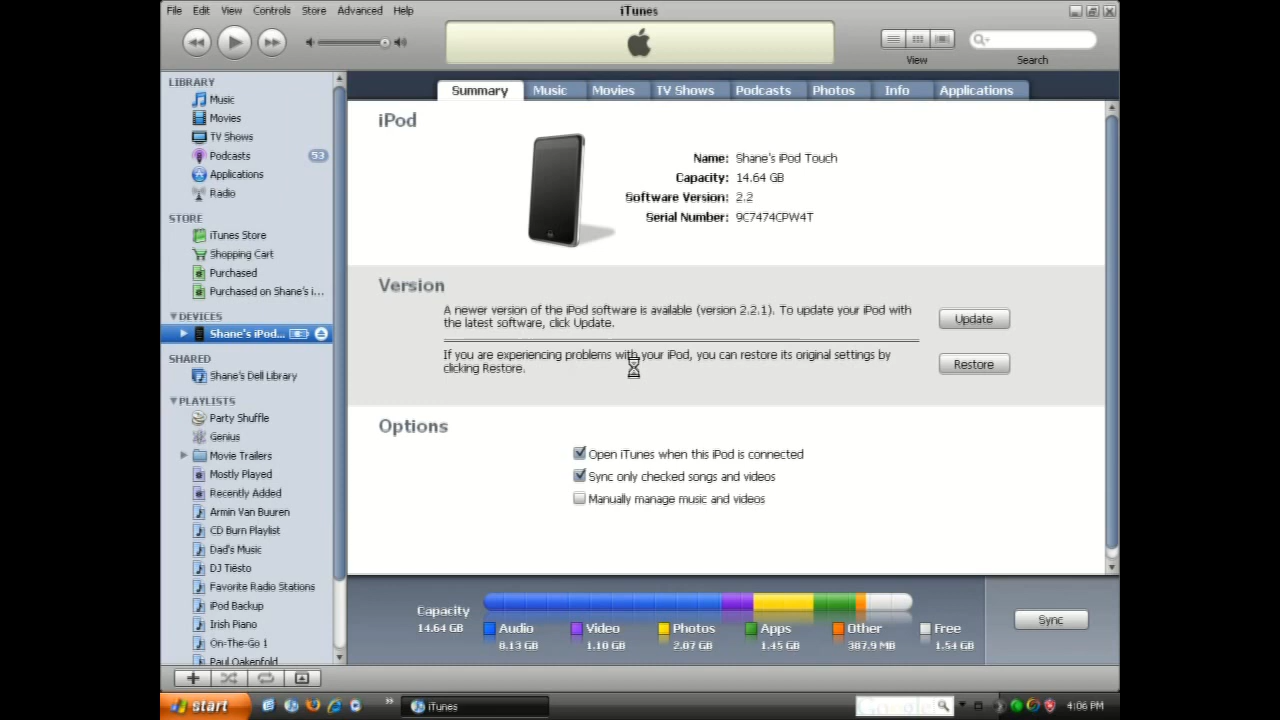 File Edit View Controls Store Advanced Help
iTunes
View
Search
LIBRARY
Music
Movies
TV Shows
Podcasts 53
Applications
Radio
STORE
iTunes Store
Shopping Cart
Purchased
Purchased on Shane's i...
DEVICES
Shane's iPod...
SHARED
Shane's Dell Library
PLAYLISTS
Party Shuffle
Genius
Movie Trailers
Mostly Played
Recently Added
Armin Van Buuren
CD Burn Playlist
Dad's Music
DJ Tiësto
Favorite Radio Stations
iPod Backup
Irish Piano
On-The-Go 1
Paul Oakenfold
Summary Music Movies TV Shows Podcasts Photos Info Applications
iPod
Name: Shane's iPod Touch
Capacity: 14.64 GB
Software Version: 2.2
Serial Number: 9C7474CPW4T
Version
A newer version of the iPod software is available (version 2.2.1). To update your iPod with
the latest software, click Update.
Update
If you are experiencing problems with your iPod, you can restore its original settings by
clicking Restore.
Restore
Options
Open iTunes when this iPod is connected
Sync only checked songs and videos
Manually manage music and videos
Capacity
14.64 GB
Audio
8.13 GB
Video
1.10 GB
Photos
2.07 GB
Apps
1.45 GB
Other
387.9 MB
Free
1.54 GB
Sync
start
iTunes
Google
4:06 PM